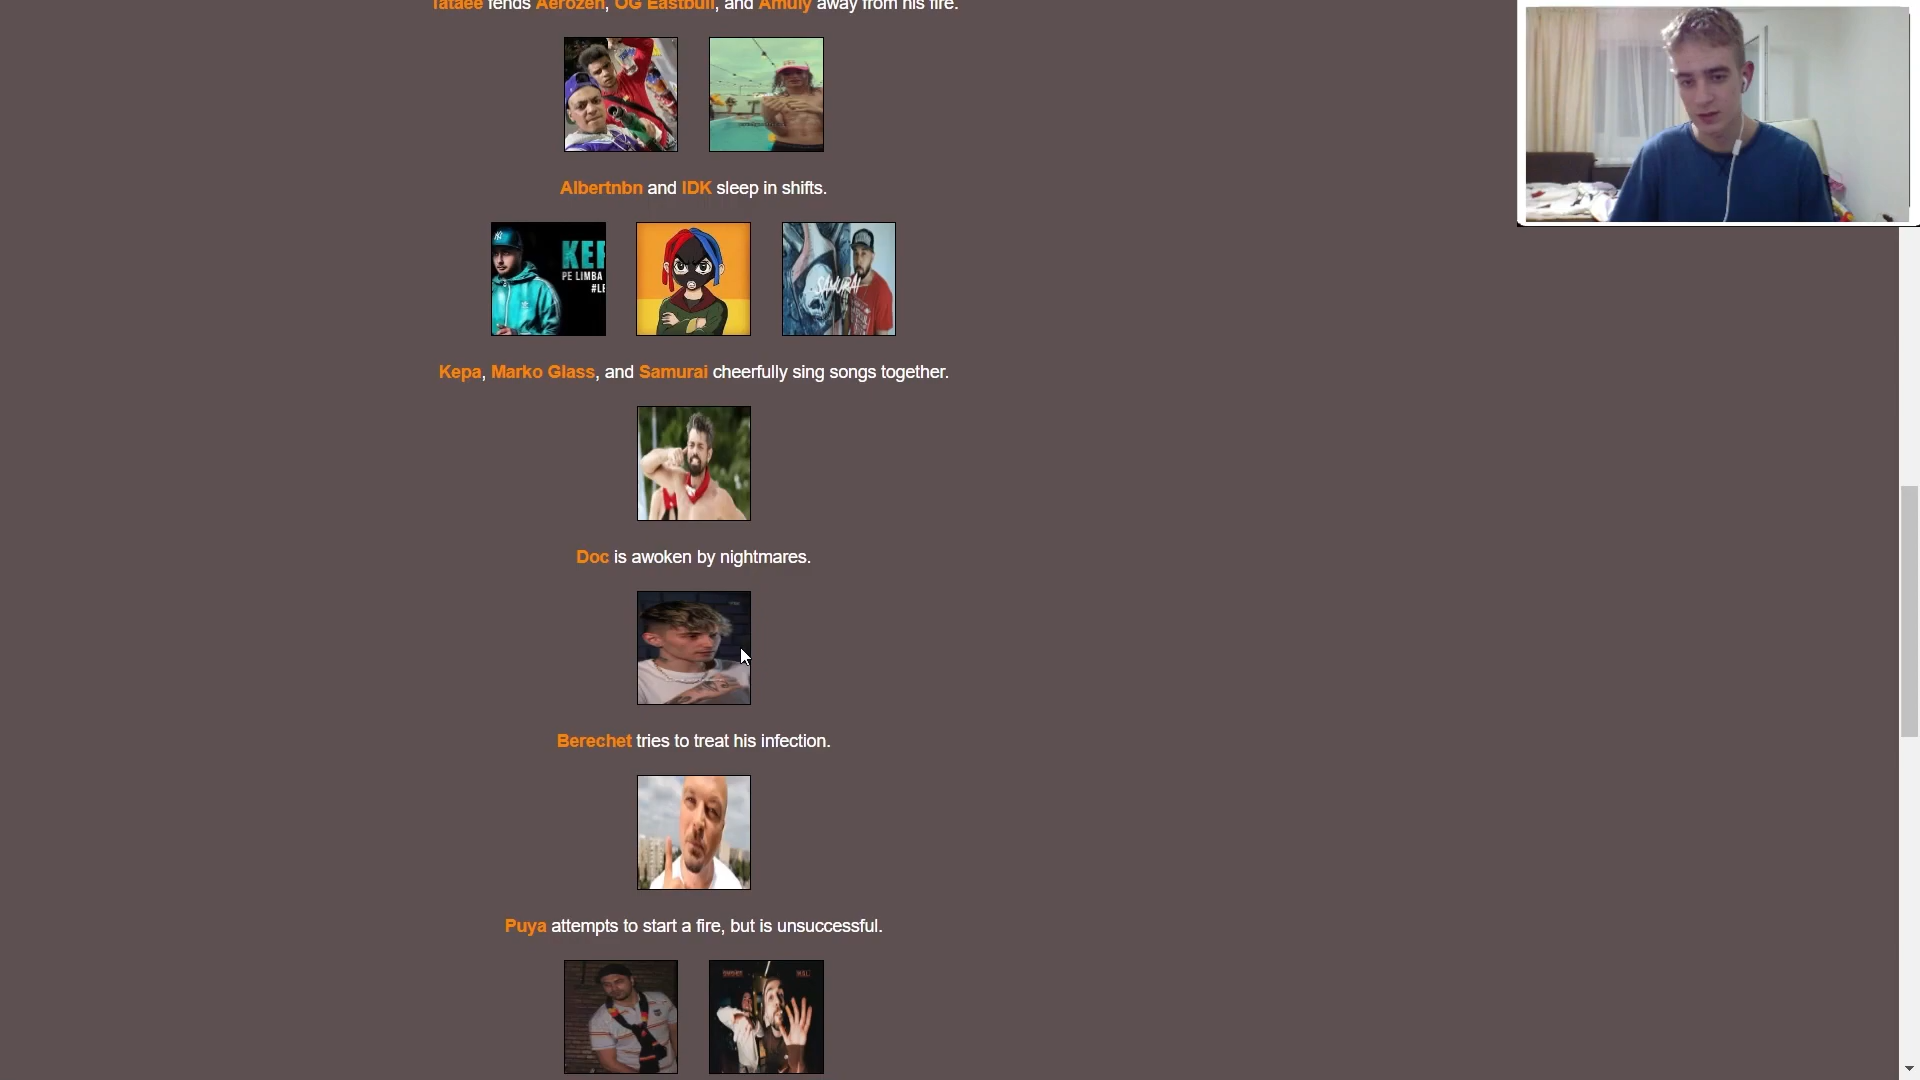 Tataee fends Aerozen, OG Eastbull, and Amuly away from his fire.
Albertnbn and IDK sleep in shifts.
KEP
PE LIMBA
#LE
SAMURAI
Kepa, Marko Glass, and Samurai cheerfully sing songs together.
Doc is awoken by nightmares.
Berechet tries to treat his infection.
Puya attempts to start a fire, but is unsuccessful.